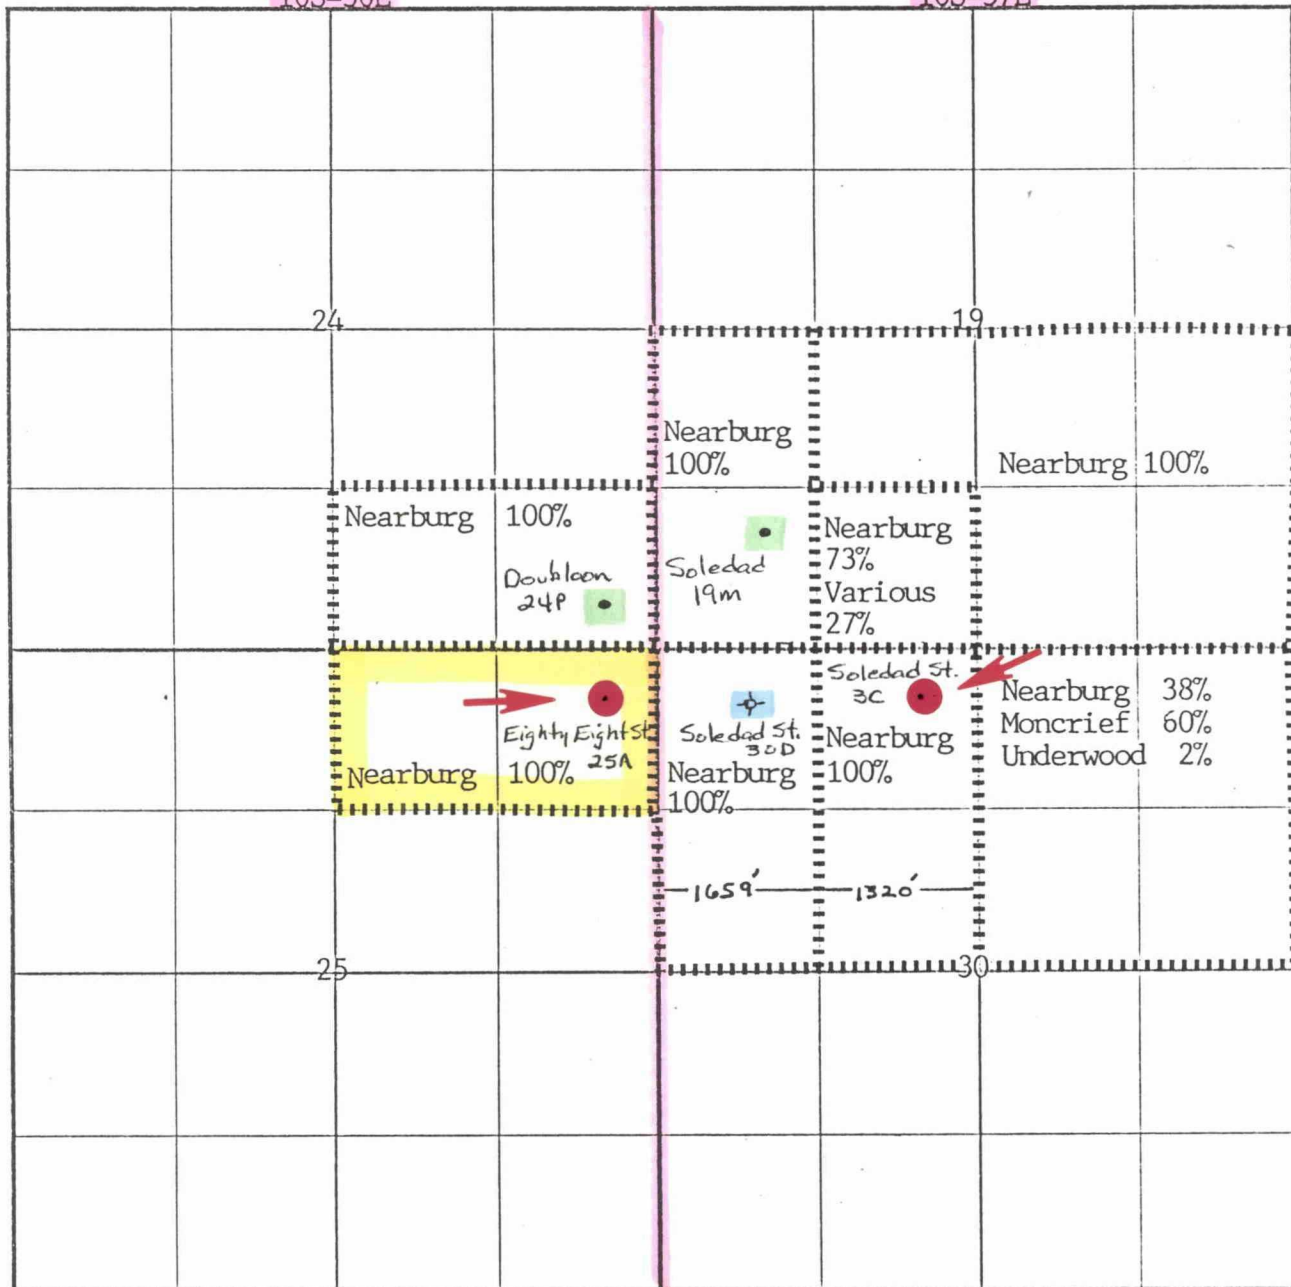 24
19
Nearburg
100%
Nearburg 100%
Nearburg 100%
Doubloon
24P
Soledad
19m
Nearburg
73%
Various
27%
Eighty Eight St.
25A
Nearburg 100%
Soledad St.
30D
Nearburg
100%
Soledad St.
3C
Nearburg
100%
Nearburg 38%
Moncrief 60%
Underwood 2%
1659'
1320'
25
30